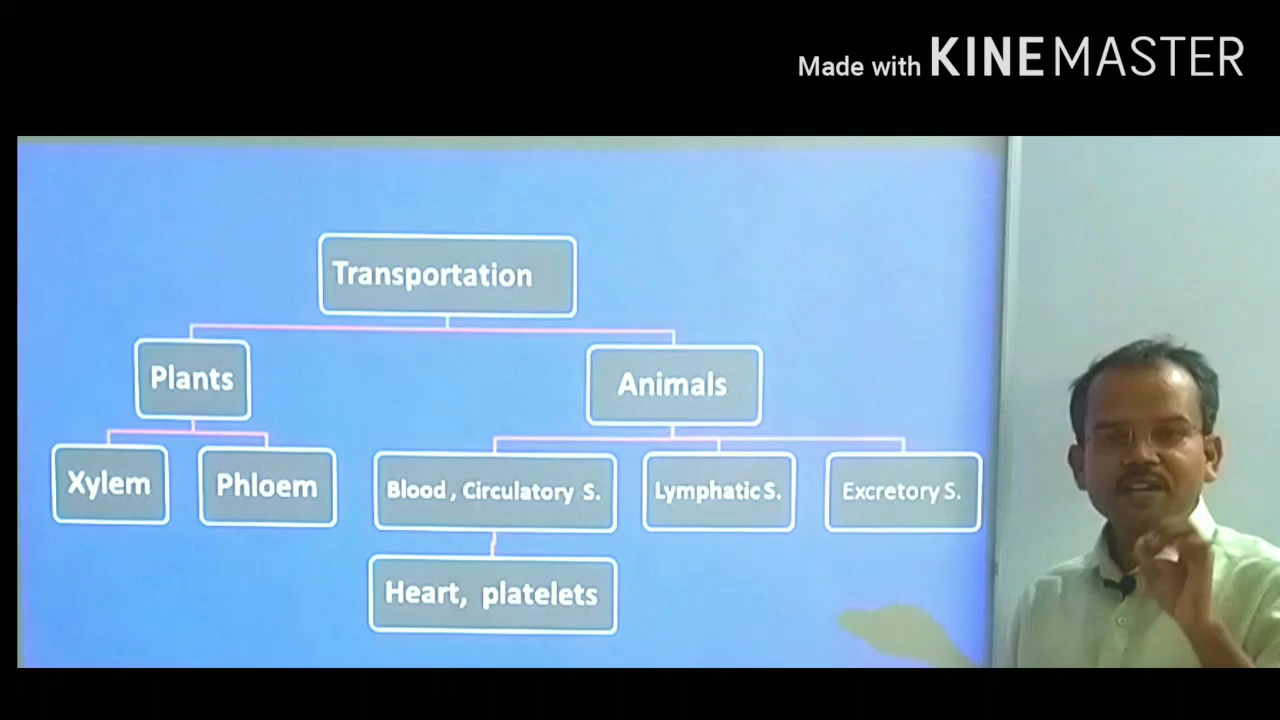 Made with KINEMASTER
Transportation
Plants
Animals
Xylem
Phloem
Blood , Circulatory S.
Lymphatic S.
Excretory S.
Heart, platelets